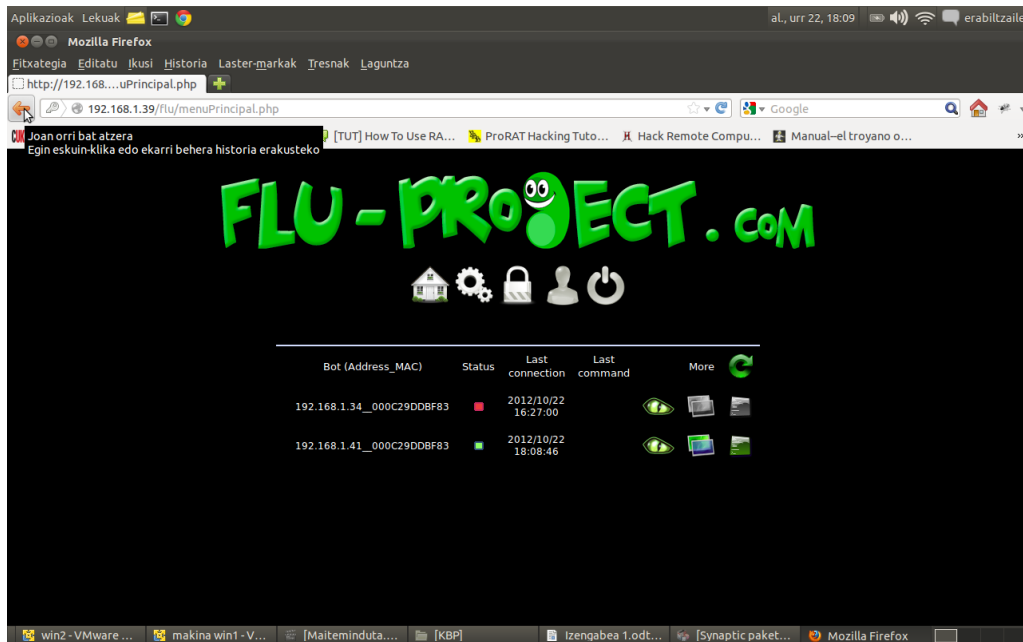 Aplikazioak Lekuak al., urr 22, 18:09 erabiltzaile
Mozilla Firefox
Fitxategia Editatu Ikusi Historia Laster-markak Tresnak Laguntza
http://192.168....uPrincipal.php
192.168.1.39/flu/menuPrincipal.php Google
[TUT] How To Use RA... ProRAT Hacking Tuto... Hack Remote Compu... Manual-el troyano o... »
Joan orri bat atzera
Egin eskuin-klika edo ekarri behera historia erakusteko
FLU-PROJECT.COM
Bot (Address_MAC) Status Last connection Last command More
192.168.1.34__000C29DDBF83 2012/10/22 16:27:00
192.168.1.41__000C29DDBF83 2012/10/22 18:08:46
win2 - VMware ... makina win1 - V... [Maiteminduta.... [KBP] Izengabea 1.odt... [Synaptic paket... Mozilla Firefox